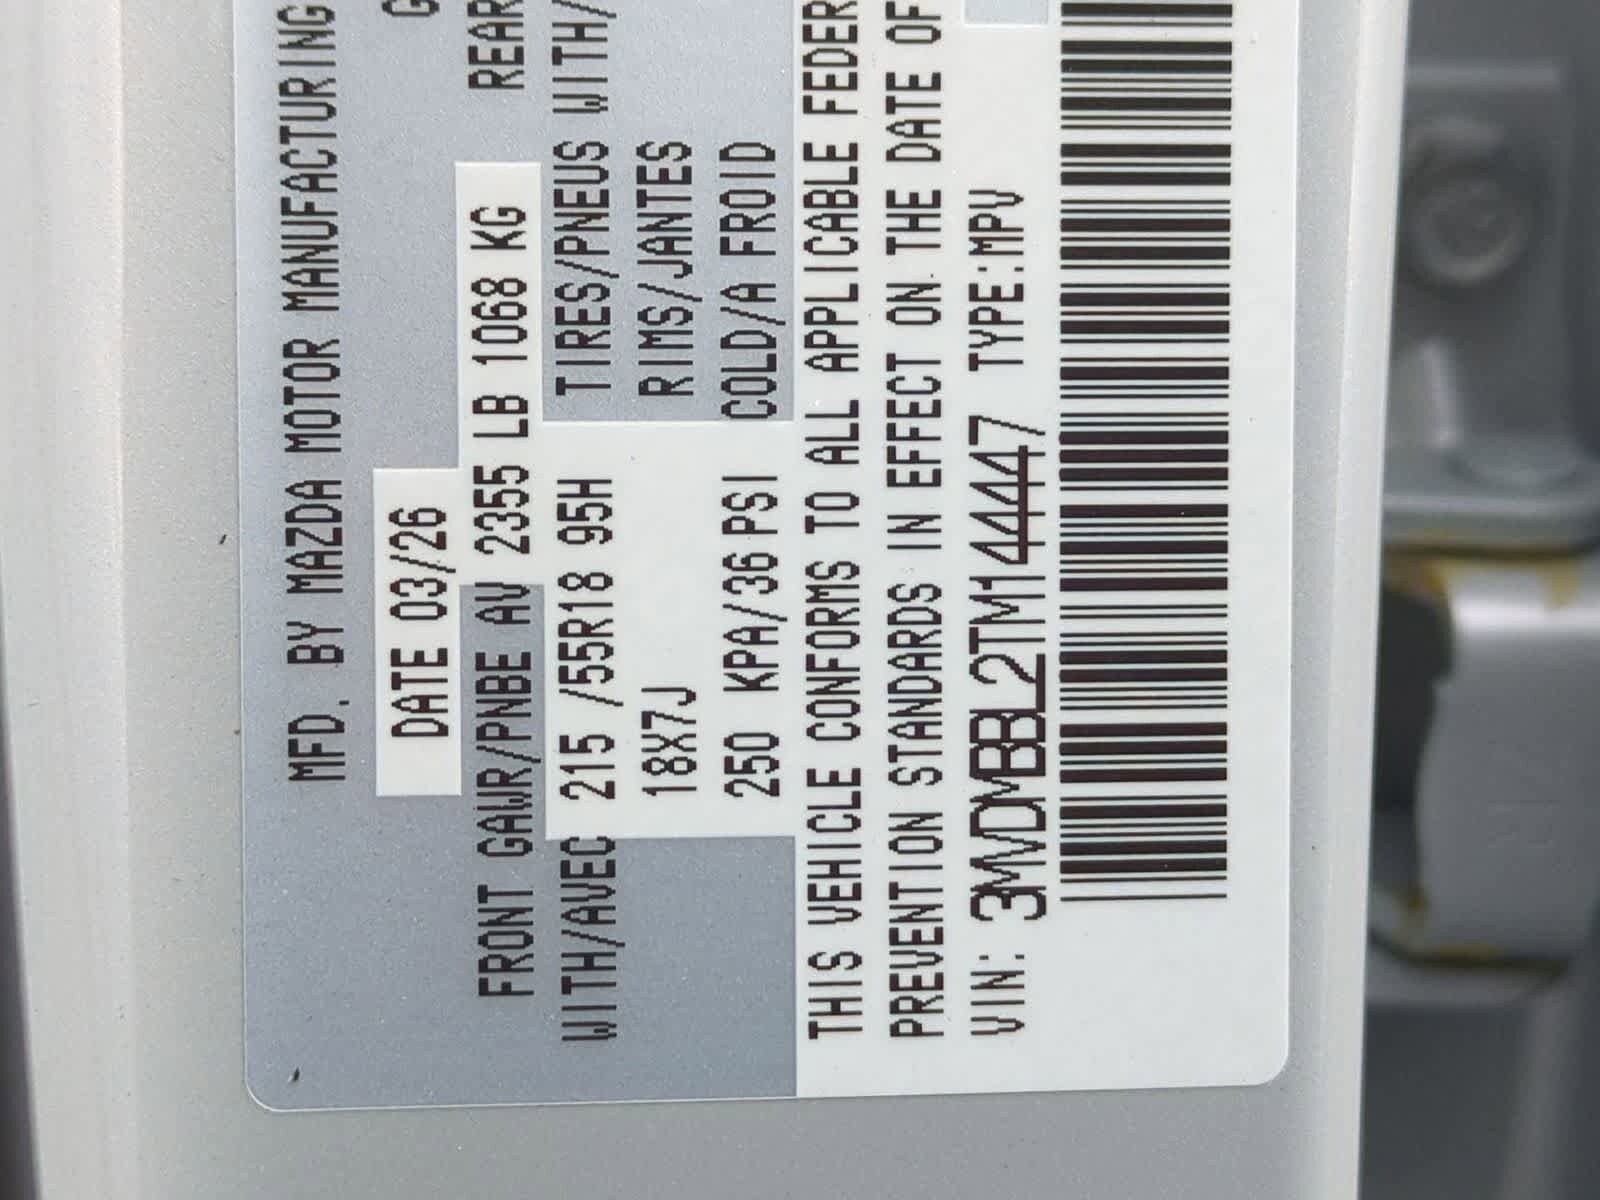 MFD. BY MAZDA MOTOR MANUFACTURING
DATE 03/26
FRONT GAWR/PNBE AV 2355 LB 1068 KG REAR
WITH/AVEC 215 /55R18 95H TIRES/PNEUS WITH/
18X7J RIMS/JANTES
250 KPA/36 PSI COLD/A FROID
THIS VEHICLE CONFORMS TO ALL APPLICABLE FEDER
PREVENTION STANDARDS IN EFFECT ON THE DATE OF
VIN: 3MVDMBBL2TM144447 TYPE:MPV